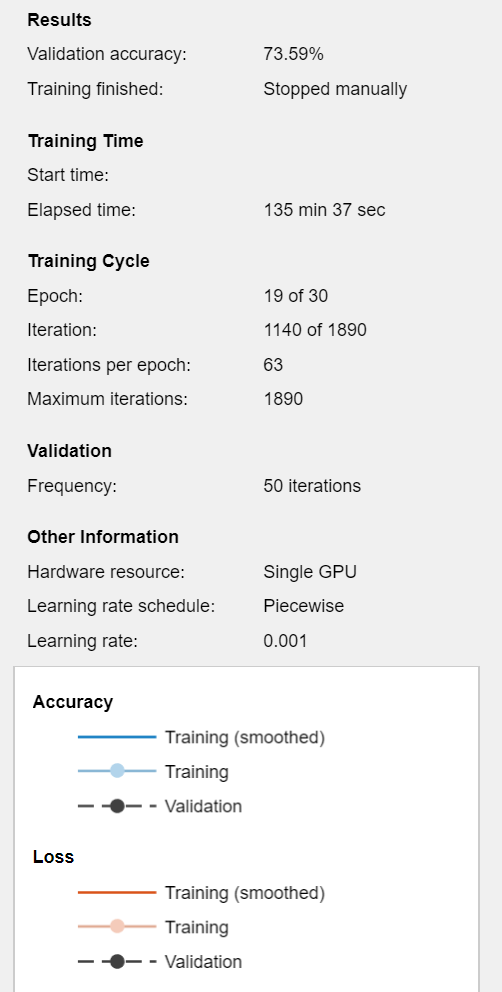 Results
Validation accuracy: 73.59%
Training finished: Stopped manually
Training Time
Start time:
Elapsed time: 135 min 37 sec
Training Cycle
Epoch: 19 of 30
Iteration: 1140 of 1890
Iterations per epoch: 63
Maximum iterations: 1890
Validation
Frequency: 50 iterations
Other Information
Hardware resource: Single GPU
Learning rate schedule: Piecewise
Learning rate: 0.001
Accuracy
Training (smoothed)
Training
Validation
Loss
Training (smoothed)
Training
Validation